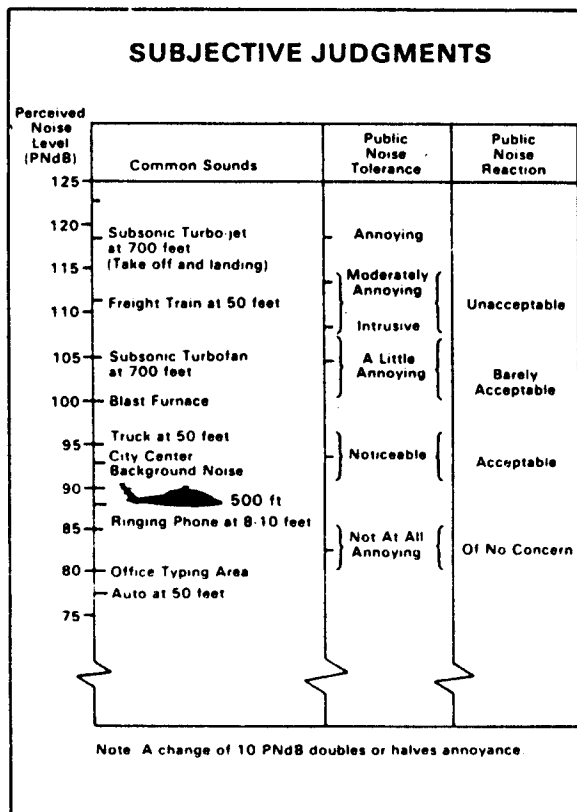 SUBJECTIVE JUDGMENTS
Perceived
Noise
Level
(PNdB)
Common Sounds
Public
Noise
Tolerance
Public
Noise
Reaction
125
120
115
110
105
100
95
90
85
80
75
Subsonic Turbo-jet
at 700 feet
(Take off and landing)
Freight Train at 50 feet
Subsonic Turbofan
at 700 feet
Blast Furnace
Truck at 50 feet
City Center
Background Noise
500 ft
Ringing Phone at 8-10 feet
Office Typing Area
Auto at 50 feet
Annoying
Moderately
Annoying
Intrusive
A Little
Annoying
Noticeable
Not At All
Annoying
Unacceptable
Barely
Acceptable
Acceptable
Of No Concern
Note A change of 10 PNdB doubles or halves annoyance.